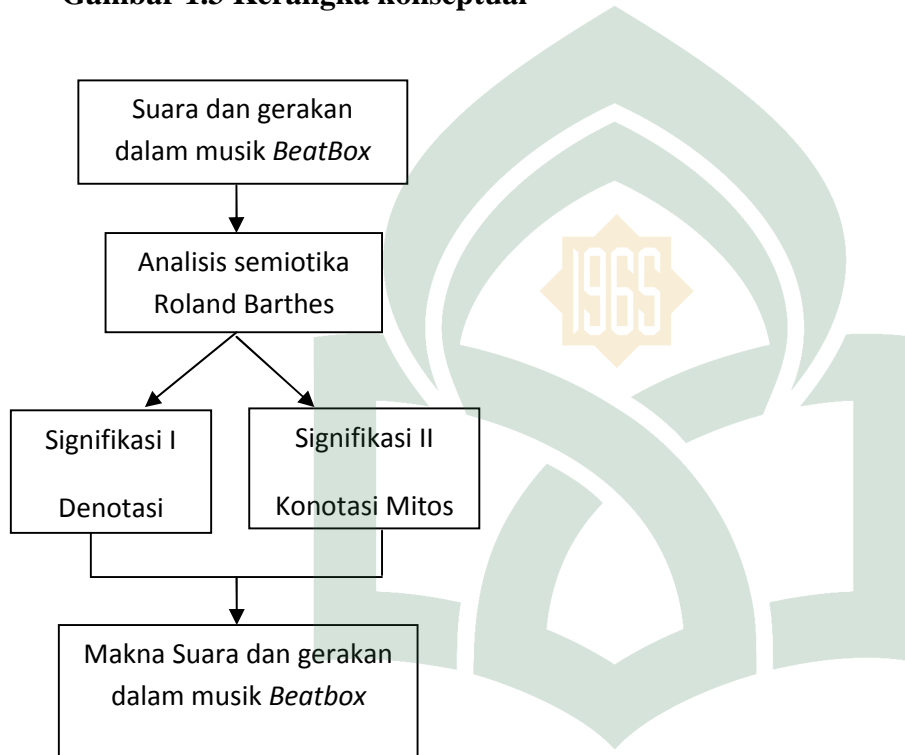 Gambar 1.3 Kerangka konseptual
Suara dan gerakan
dalam musik BeatBox
Analisis semiotika
Roland Barthes
Signifikasi I
Denotasi
Signifikasi II
Konotasi Mitos
Makna Suara dan gerakan
dalam musik Beatbox
1965